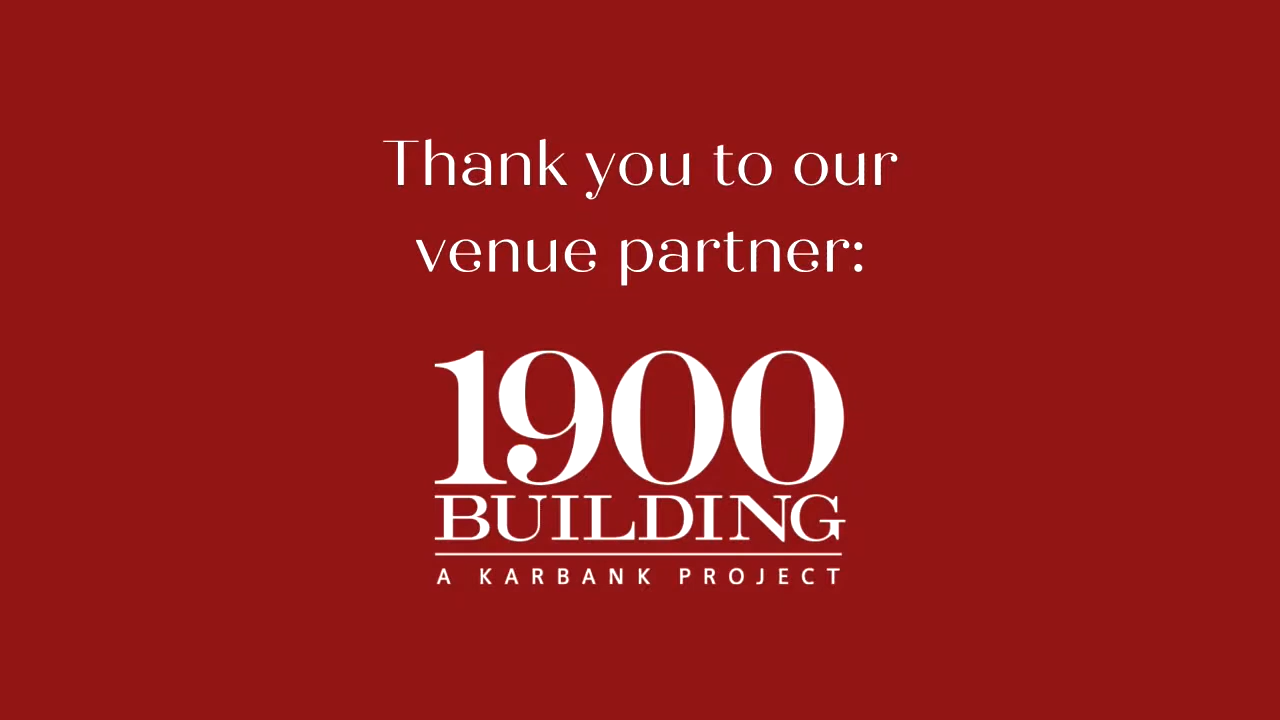 Thank you to our
venue partner:
1900
BUILDING
A KARBANK PROJECT